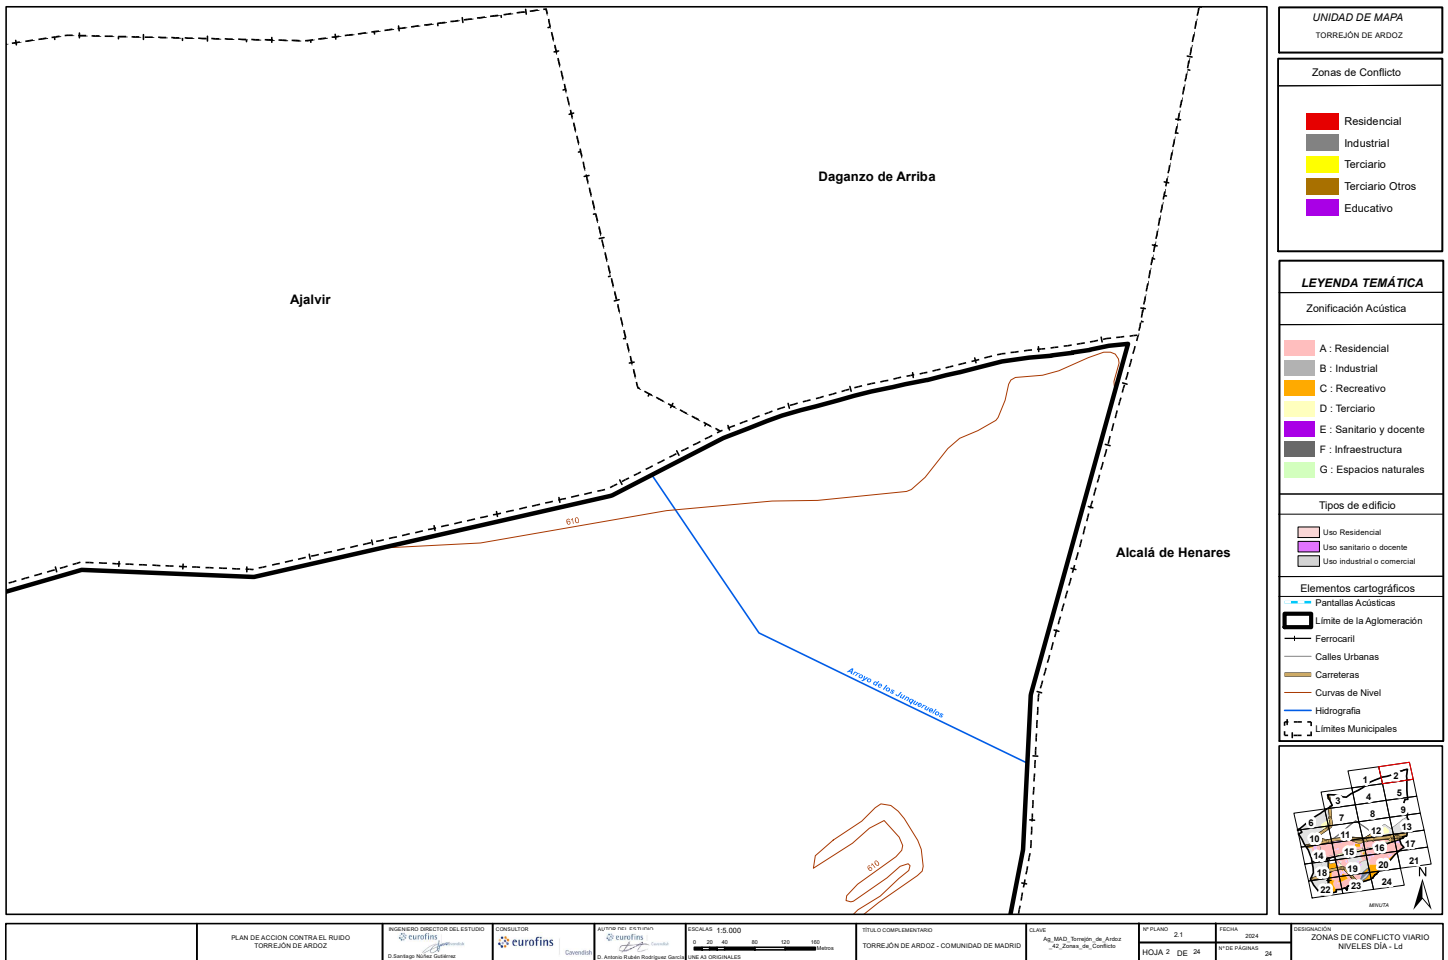 Ajalvir
Daganzo de Arriba
Alcalá de Henares
610
Arroyo de los Junqueruelos
610
UNIDAD DE MAPA
TORREJÓN DE ARDOZ
Zonas de Conflicto
Residencial
Industrial
Terciario
Terciario Otros
Educativo
LEYENDA TEMÁTICA
Zonificación Acústica
A : Residencial
B : Industrial
C : Recreativo
D : Terciario
E : Sanitario y docente
F : Infraestructura
G : Espacios naturales
Tipos de edificio
Uso Residencial
Uso sanitario o docente
Uso industrial o comercial
Elementos cartográficos
Pantallas Acústicas
Límite de la Aglomeración
Ferrocaril
Calles Urbanas
Carreteras
Curvas de Nivel
Hidrografia
Límites Municipales
1 2
3 4 5
6 7 8 9
10 11 12 13
14 15 16 17
18 19 20 21
22 23 24
N
MINUTA
PLAN DE ACCION CONTRA EL RUIDO
TORREJÓN DE ARDOZ
INGENIERO DIRECTOR DEL ESTUDIO
eurofins
D.Santiago Núñez Gutiérrez
CONSULTOR
eurofins
Cavendish
AUTOR DEL ESTUDIO
eurofins
D. Antonio Rubén Rodríguez García
ESCALAS 1:5.000
0 20 40 80 120 160
Metros
UNE A3 ORIGINALES
TÍTULO COMPLEMENTARIO
TORREJÓN DE ARDOZ - COMUNIDAD DE MADRID
CLAVE
Ag_MAD_Torrejón_de_Ardoz
_42_Zonas_de_Conflicto
Nº PLANO 2.1
HOJA 2 DE 24
FECHA 2024
Nº DE PÁGINAS 24
DESIGNACIÓN
ZONAS DE CONFLICTO VIARIO
NIVELES DÍA - Ld